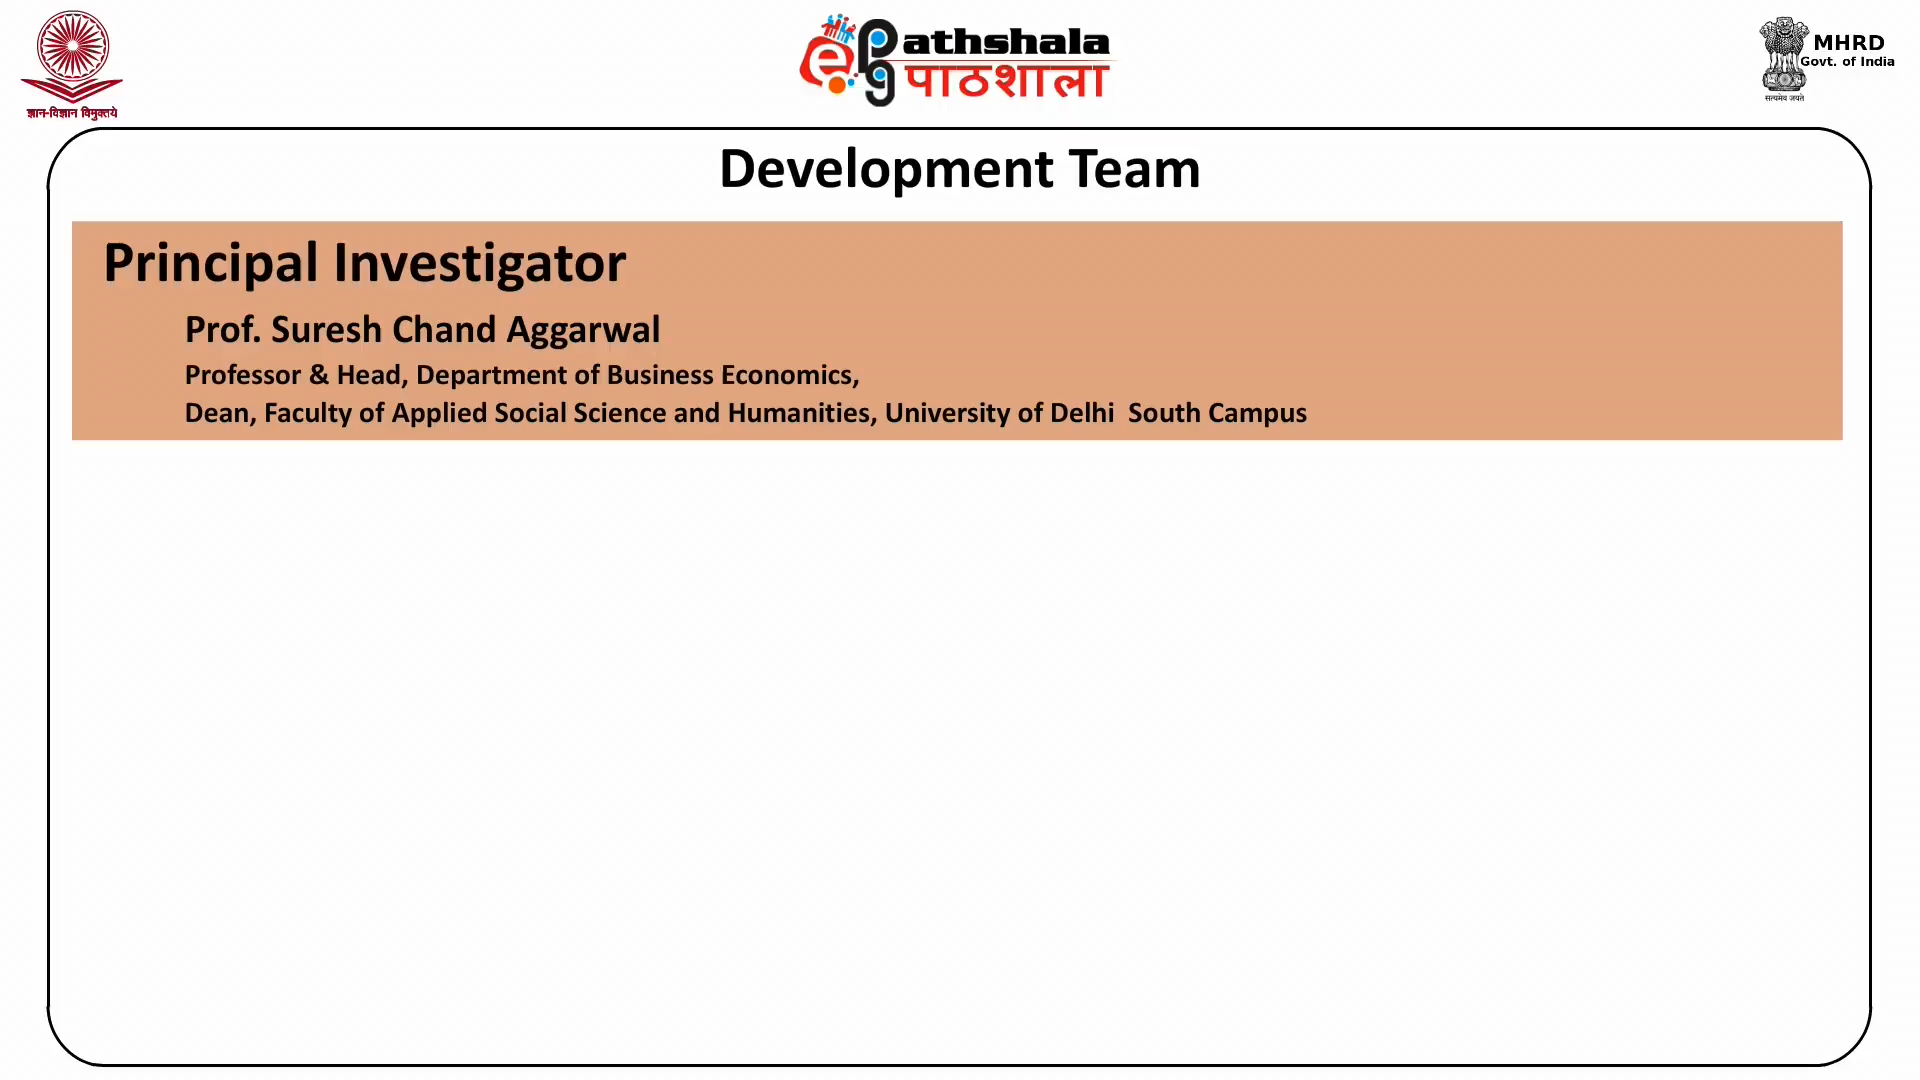 ज्ञान-विज्ञान विमुक्तये
e pg athshala
पाठशाला
MHRD
Govt. of India
सत्यमेव जयते
Development Team
Principal Investigator
Prof. Suresh Chand Aggarwal
Professor & Head, Department of Business Economics,
Dean, Faculty of Applied Social Science and Humanities, University of Delhi South Campus